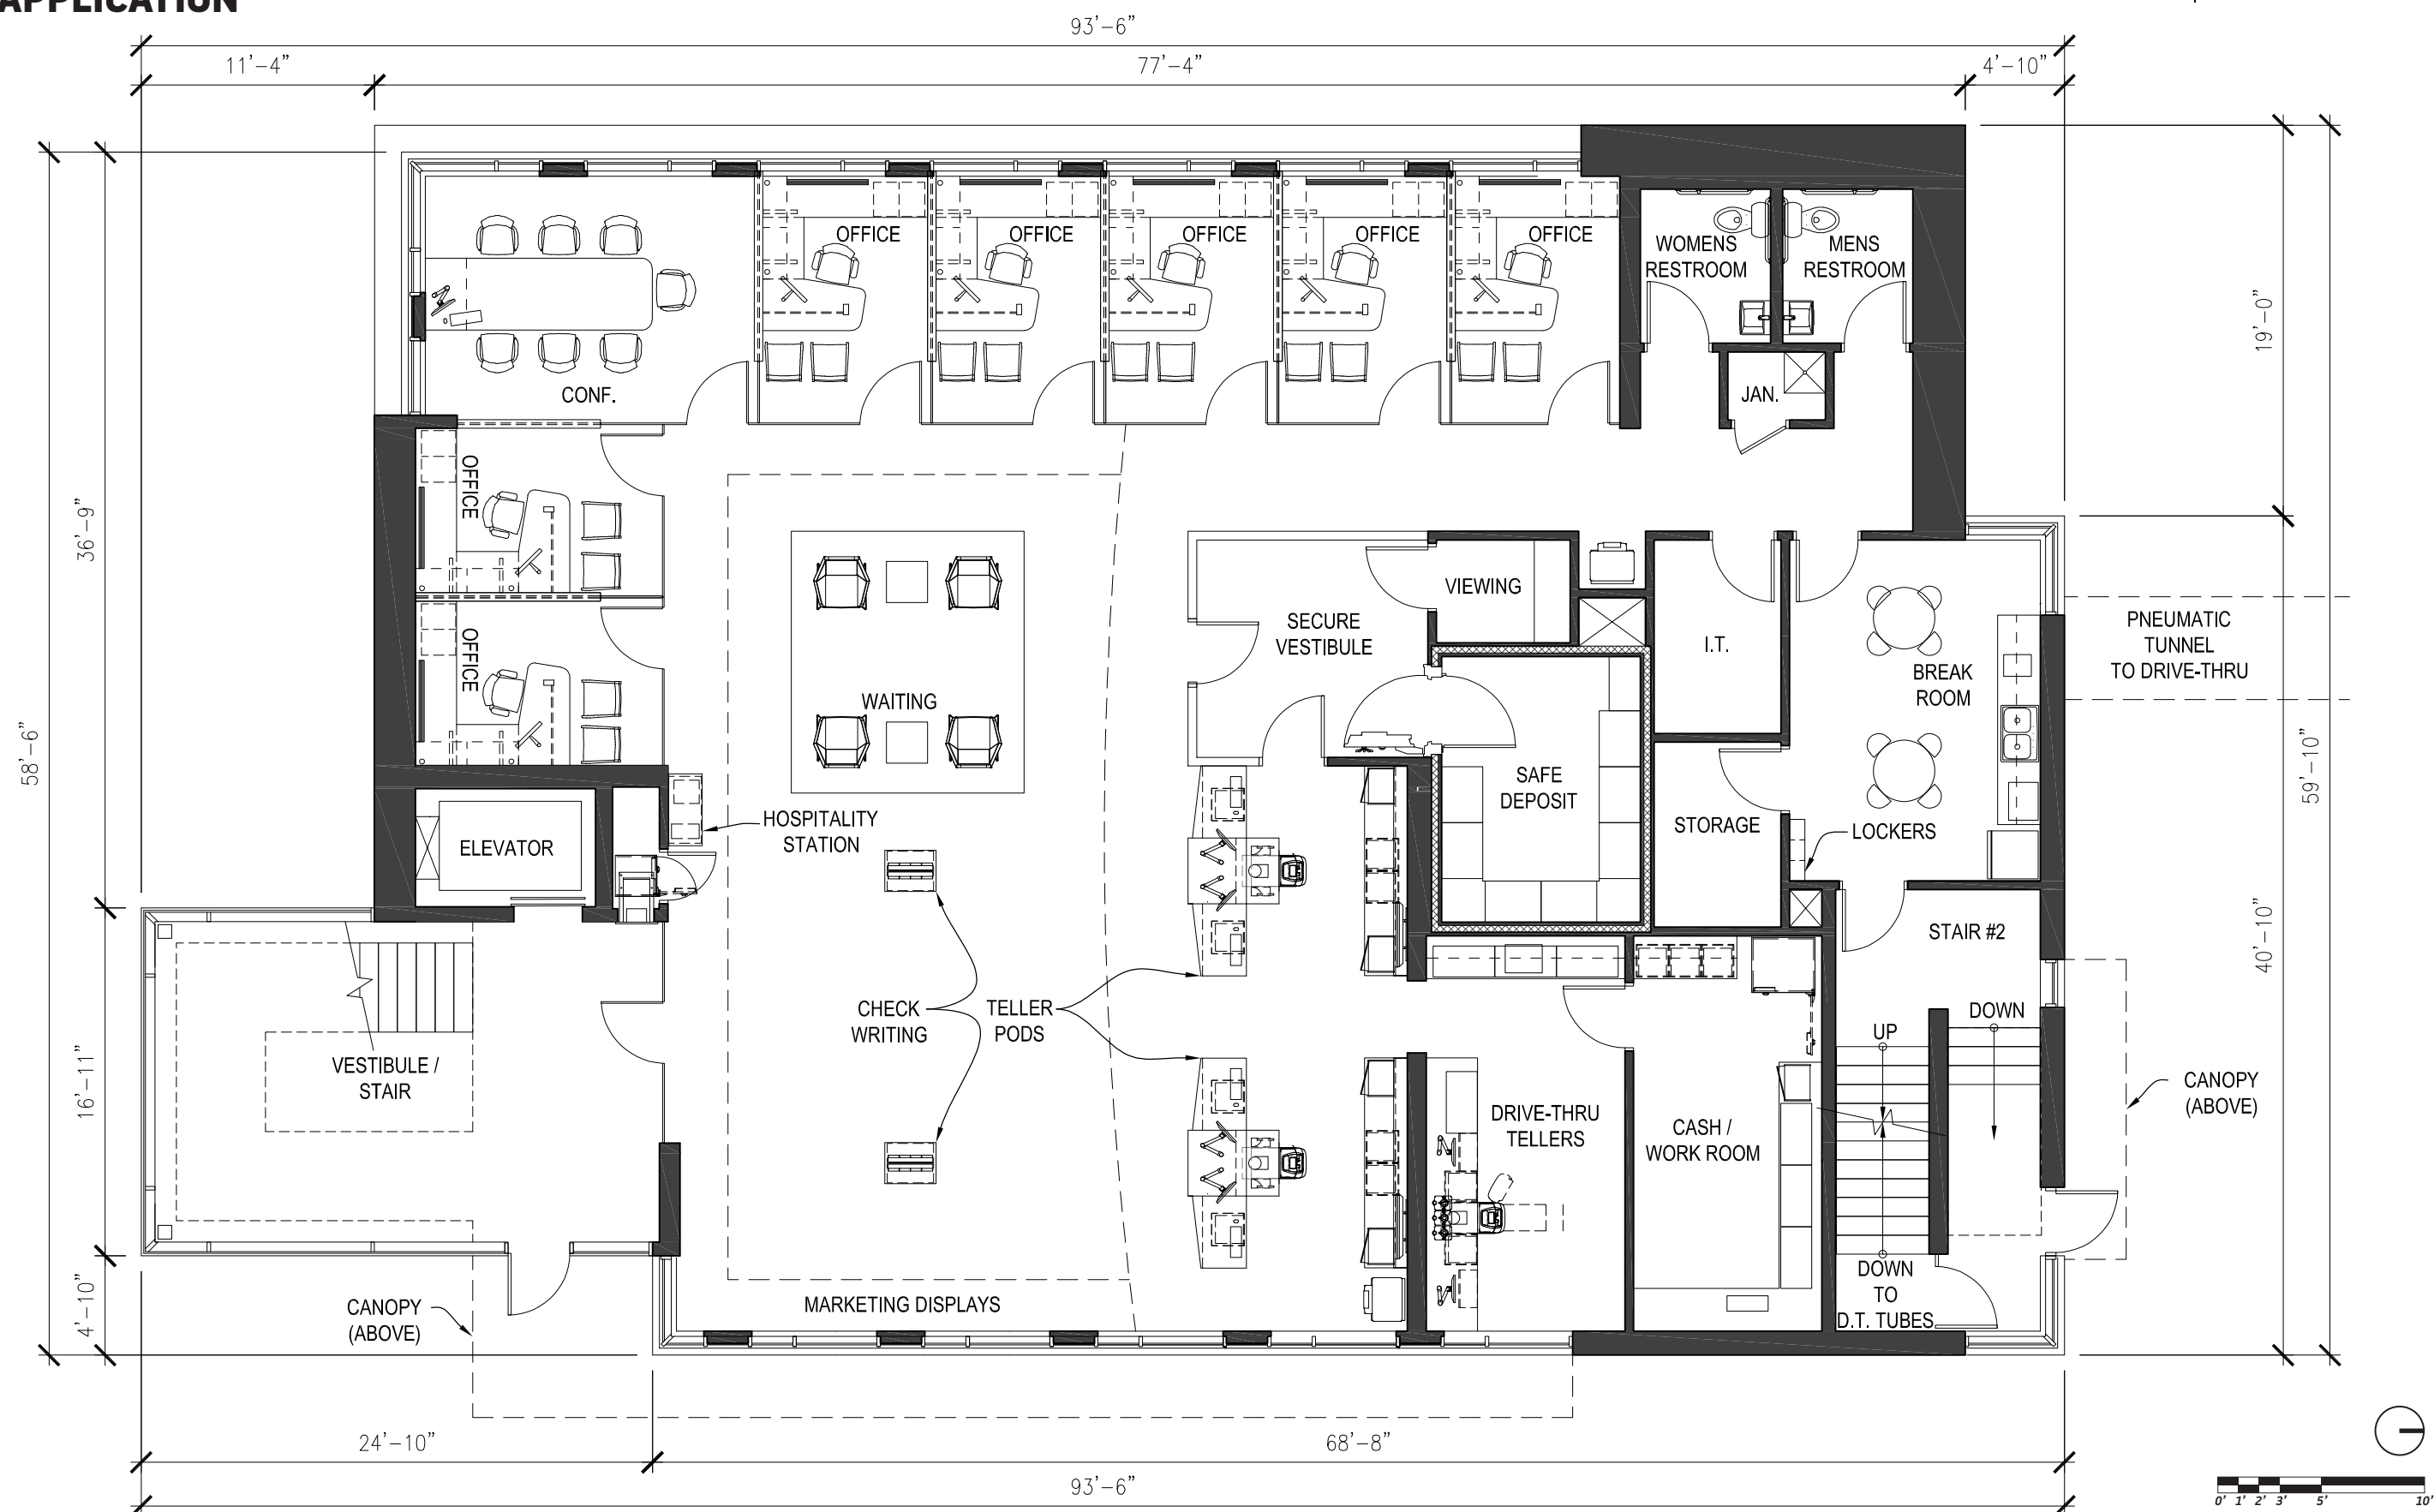 APPLICATION
93'-6"
11'-4"
77'-4"
4'-10"
OFFICE
OFFICE
OFFICE
OFFICE
OFFICE
WOMENS
RESTROOM
MENS
RESTROOM
CONF.
JAN.
19'-0"
36'-9"
58'-6"
OFFICE
OFFICE
WAITING
SECURE
VESTIBULE
VIEWING
I.T.
BREAK
ROOM
PNEUMATIC
TUNNEL
TO DRIVE-THRU
59'-10"
SAFE
DEPOSIT
STORAGE
LOCKERS
HOSPITALITY
STATION
ELEVATOR
STAIR #2
40'-10"
CHECK
WRITING
TELLER
PODS
DOWN
UP
VESTIBULE /
STAIR
16'-11"
DRIVE-THRU
TELLERS
CASH /
WORK ROOM
CANOPY
(ABOVE)
DOWN
TO
D.T. TUBES
4'-10"
CANOPY
(ABOVE)
MARKETING DISPLAYS
24'-10"
68'-8"
93'-6"
0' 1' 2' 3' 5' 10'